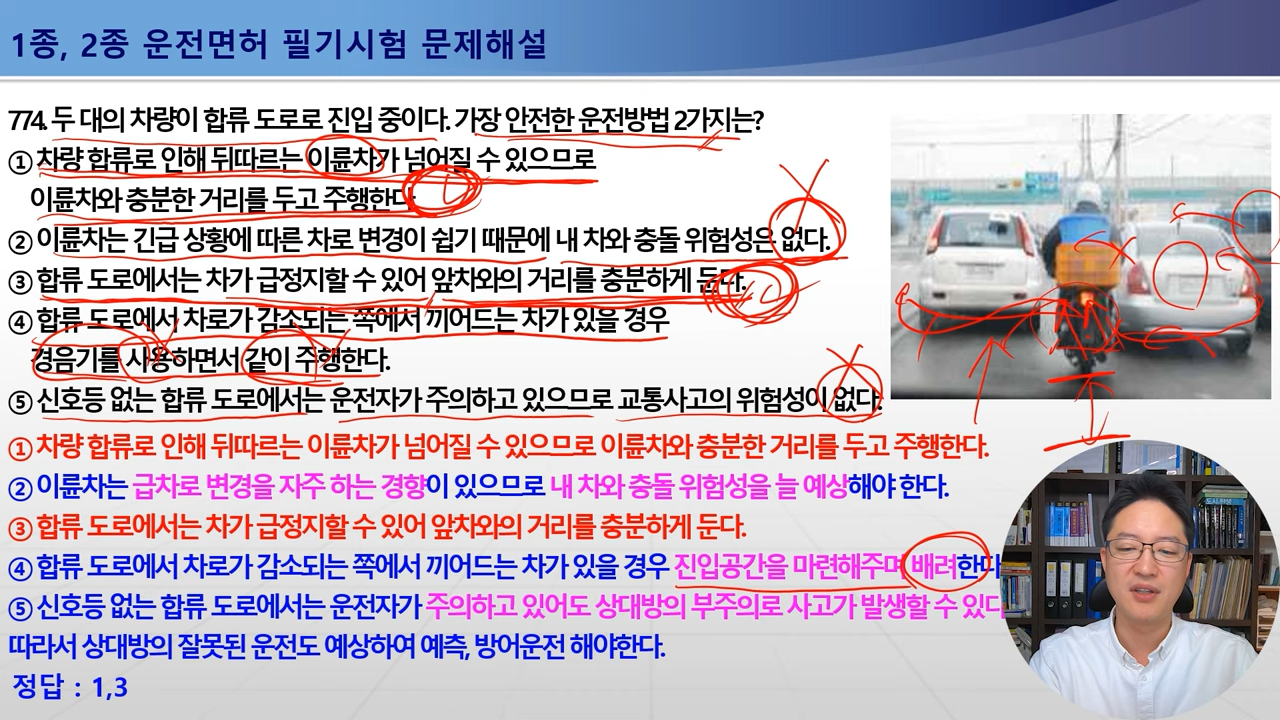 1종, 2종 운전면허 필기시험 문제해설
774. 두 대의 차량이 합류 도로로 진입 중이다. 가장 안전한 운전방법 2가지는?
① 차량 합류로 인해 뒤따르는 이륜차가 넘어질 수 있으므로
이륜차와 충분한 거리를 두고 주행한다.
② 이륜차는 긴급 상황에 따른 차로 변경이 쉽기 때문에 내 차와 충돌 위험성은 없다.
③ 합류 도로에서는 차가 급정지할 수 있어 앞차와의 거리를 충분하게 둔다.
④ 합류 도로에서 차로가 감소되는 쪽에서 끼어드는 차가 있을 경우
경음기를 사용하면서 같이 주행한다.
⑤ 신호등 없는 합류 도로에서는 운전자가 주의하고 있으므로 교통사고의 위험성이 없다.
① 차량 합류로 인해 뒤따르는 이륜차가 넘어질 수 있으므로 이륜차와 충분한 거리를 두고 주행한다.
② 이륜차는 급차로 변경을 자주 하는 경향이 있으므로 내 차와 충돌 위험성을 늘 예상해야 한다.
③ 합류 도로에서는 차가 급정지할 수 있어 앞차와의 거리를 충분하게 둔다.
④ 합류 도로에서 차로가 감소되는 쪽에서 끼어드는 차가 있을 경우 진입공간을 마련해주며 배려한다
⑤ 신호등 없는 합류 도로에서는 운전자가 주의하고 있어도 상대방의 부주의로 사고가 발생할 수 있다
따라서 상대방의 잘못된 운전도 예상하여 예측, 방어운전 해야한다.
정답 : 1,3